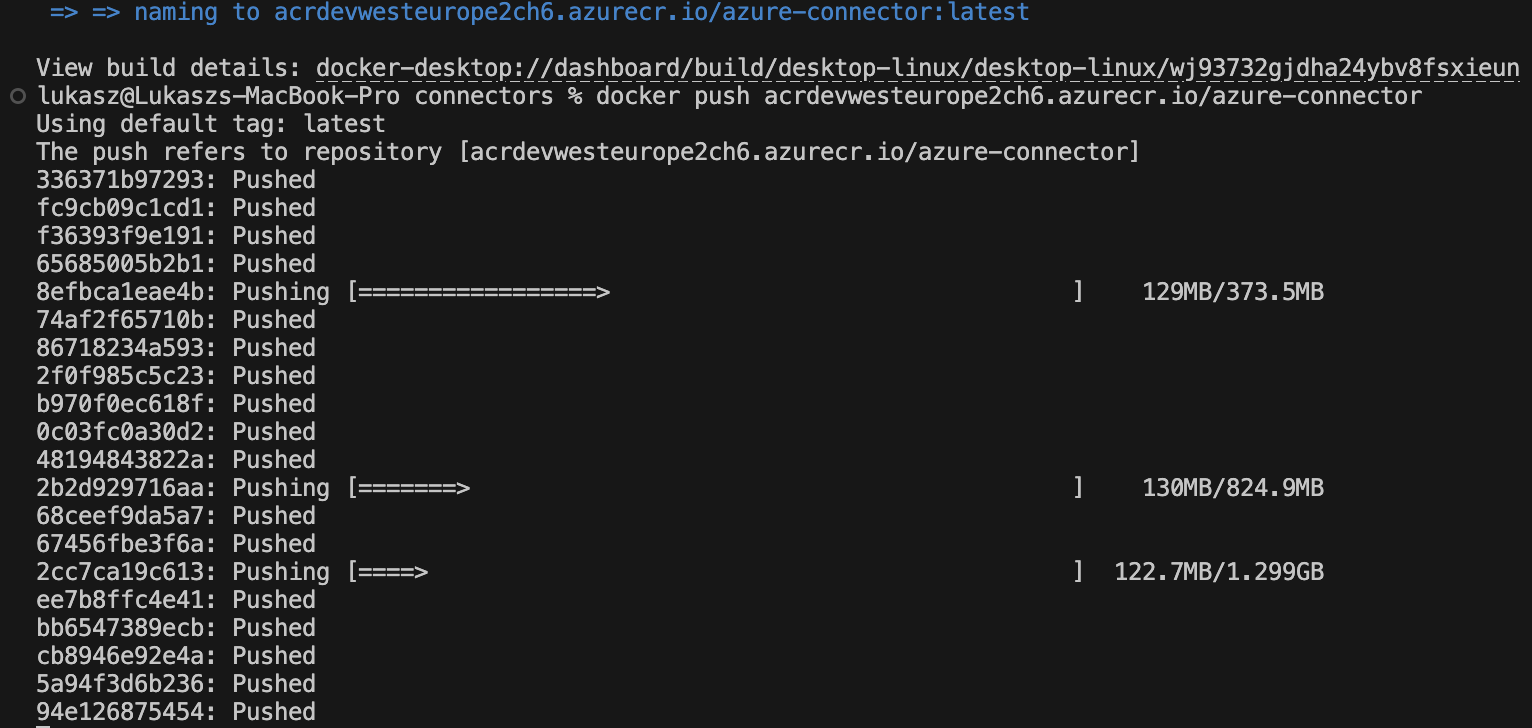 => => naming to acrdevwesteurope2ch6.azurecr.io/azure-connector:latest
View build details: docker-desktop://dashboard/build/desktop-linux/desktop-linux/wj93732gjdha24ybv8fsxieun
lukasz@Lukaszs-MacBook-Pro connectors % docker push acrdevwesteurope2ch6.azurecr.io/azure-connector
Using default tag: latest
The push refers to repository [acrdevwesteurope2ch6.azurecr.io/azure-connector]
336371b97293: Pushed
fc9cb09c1cd1: Pushed
f36393f9e191: Pushed
65685005b2b1: Pushed
8efbca1eae4b: Pushing [=================>                                 ]    129MB/373.5MB
74af2f65710b: Pushed
86718234a593: Pushed
2f0f985c5c23: Pushed
b970f0ec618f: Pushed
0c03fc0a30d2: Pushed
48194843822a: Pushed
2b2d929716aa: Pushing [=======>                                           ]    130MB/824.9MB
68ceef9da5a7: Pushed
67456fbe3f6a: Pushed
2cc7ca19c613: Pushing [====>                                              ]  122.7MB/1.299GB
ee7b8ffc4e41: Pushed
bb6547389ecb: Pushed
cb8946e92e4a: Pushed
5a94f3d6b236: Pushed
94e126875454: Pushed